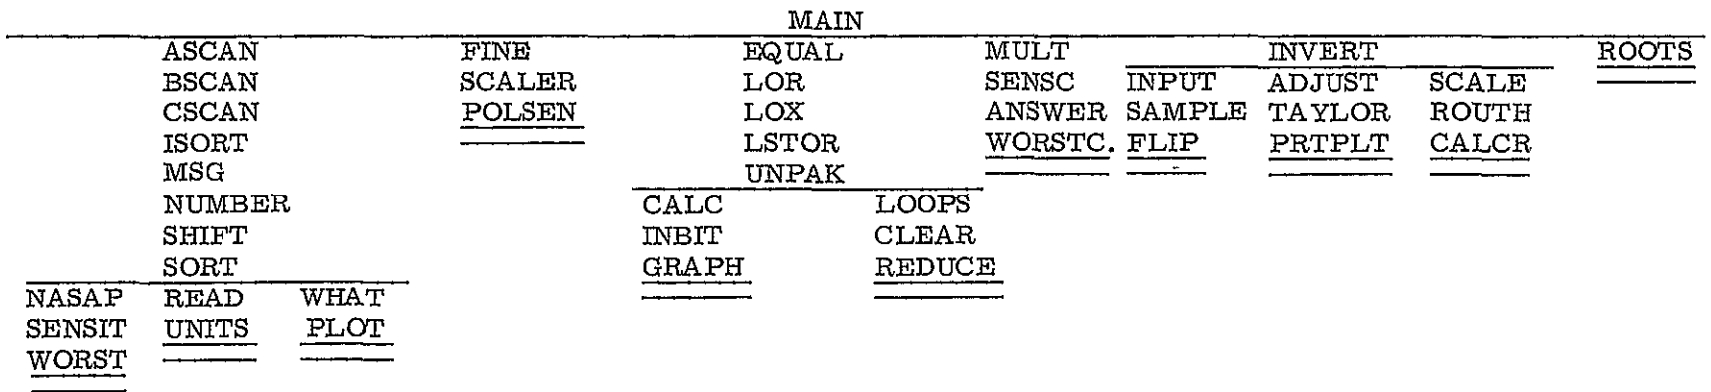 MAIN
ASCAN FINE EQUAL MULT INVERT ROOTS
BSCAN SCALER LOR SENSC INPUT ADJUST SCALE
CSCAN POLSEN LOX ANSWER SAMPLE TAYLOR ROUTH
ISORT LSTOR WORSTC. FLIP PRTPLT CALCR
MSG UNPAK
NUMBER CALC LOOPS
SHIFT INBIT CLEAR
SORT GRAPH REDUCE
NASAP READ WHAT
SENSIT UNITS PLOT
WORST